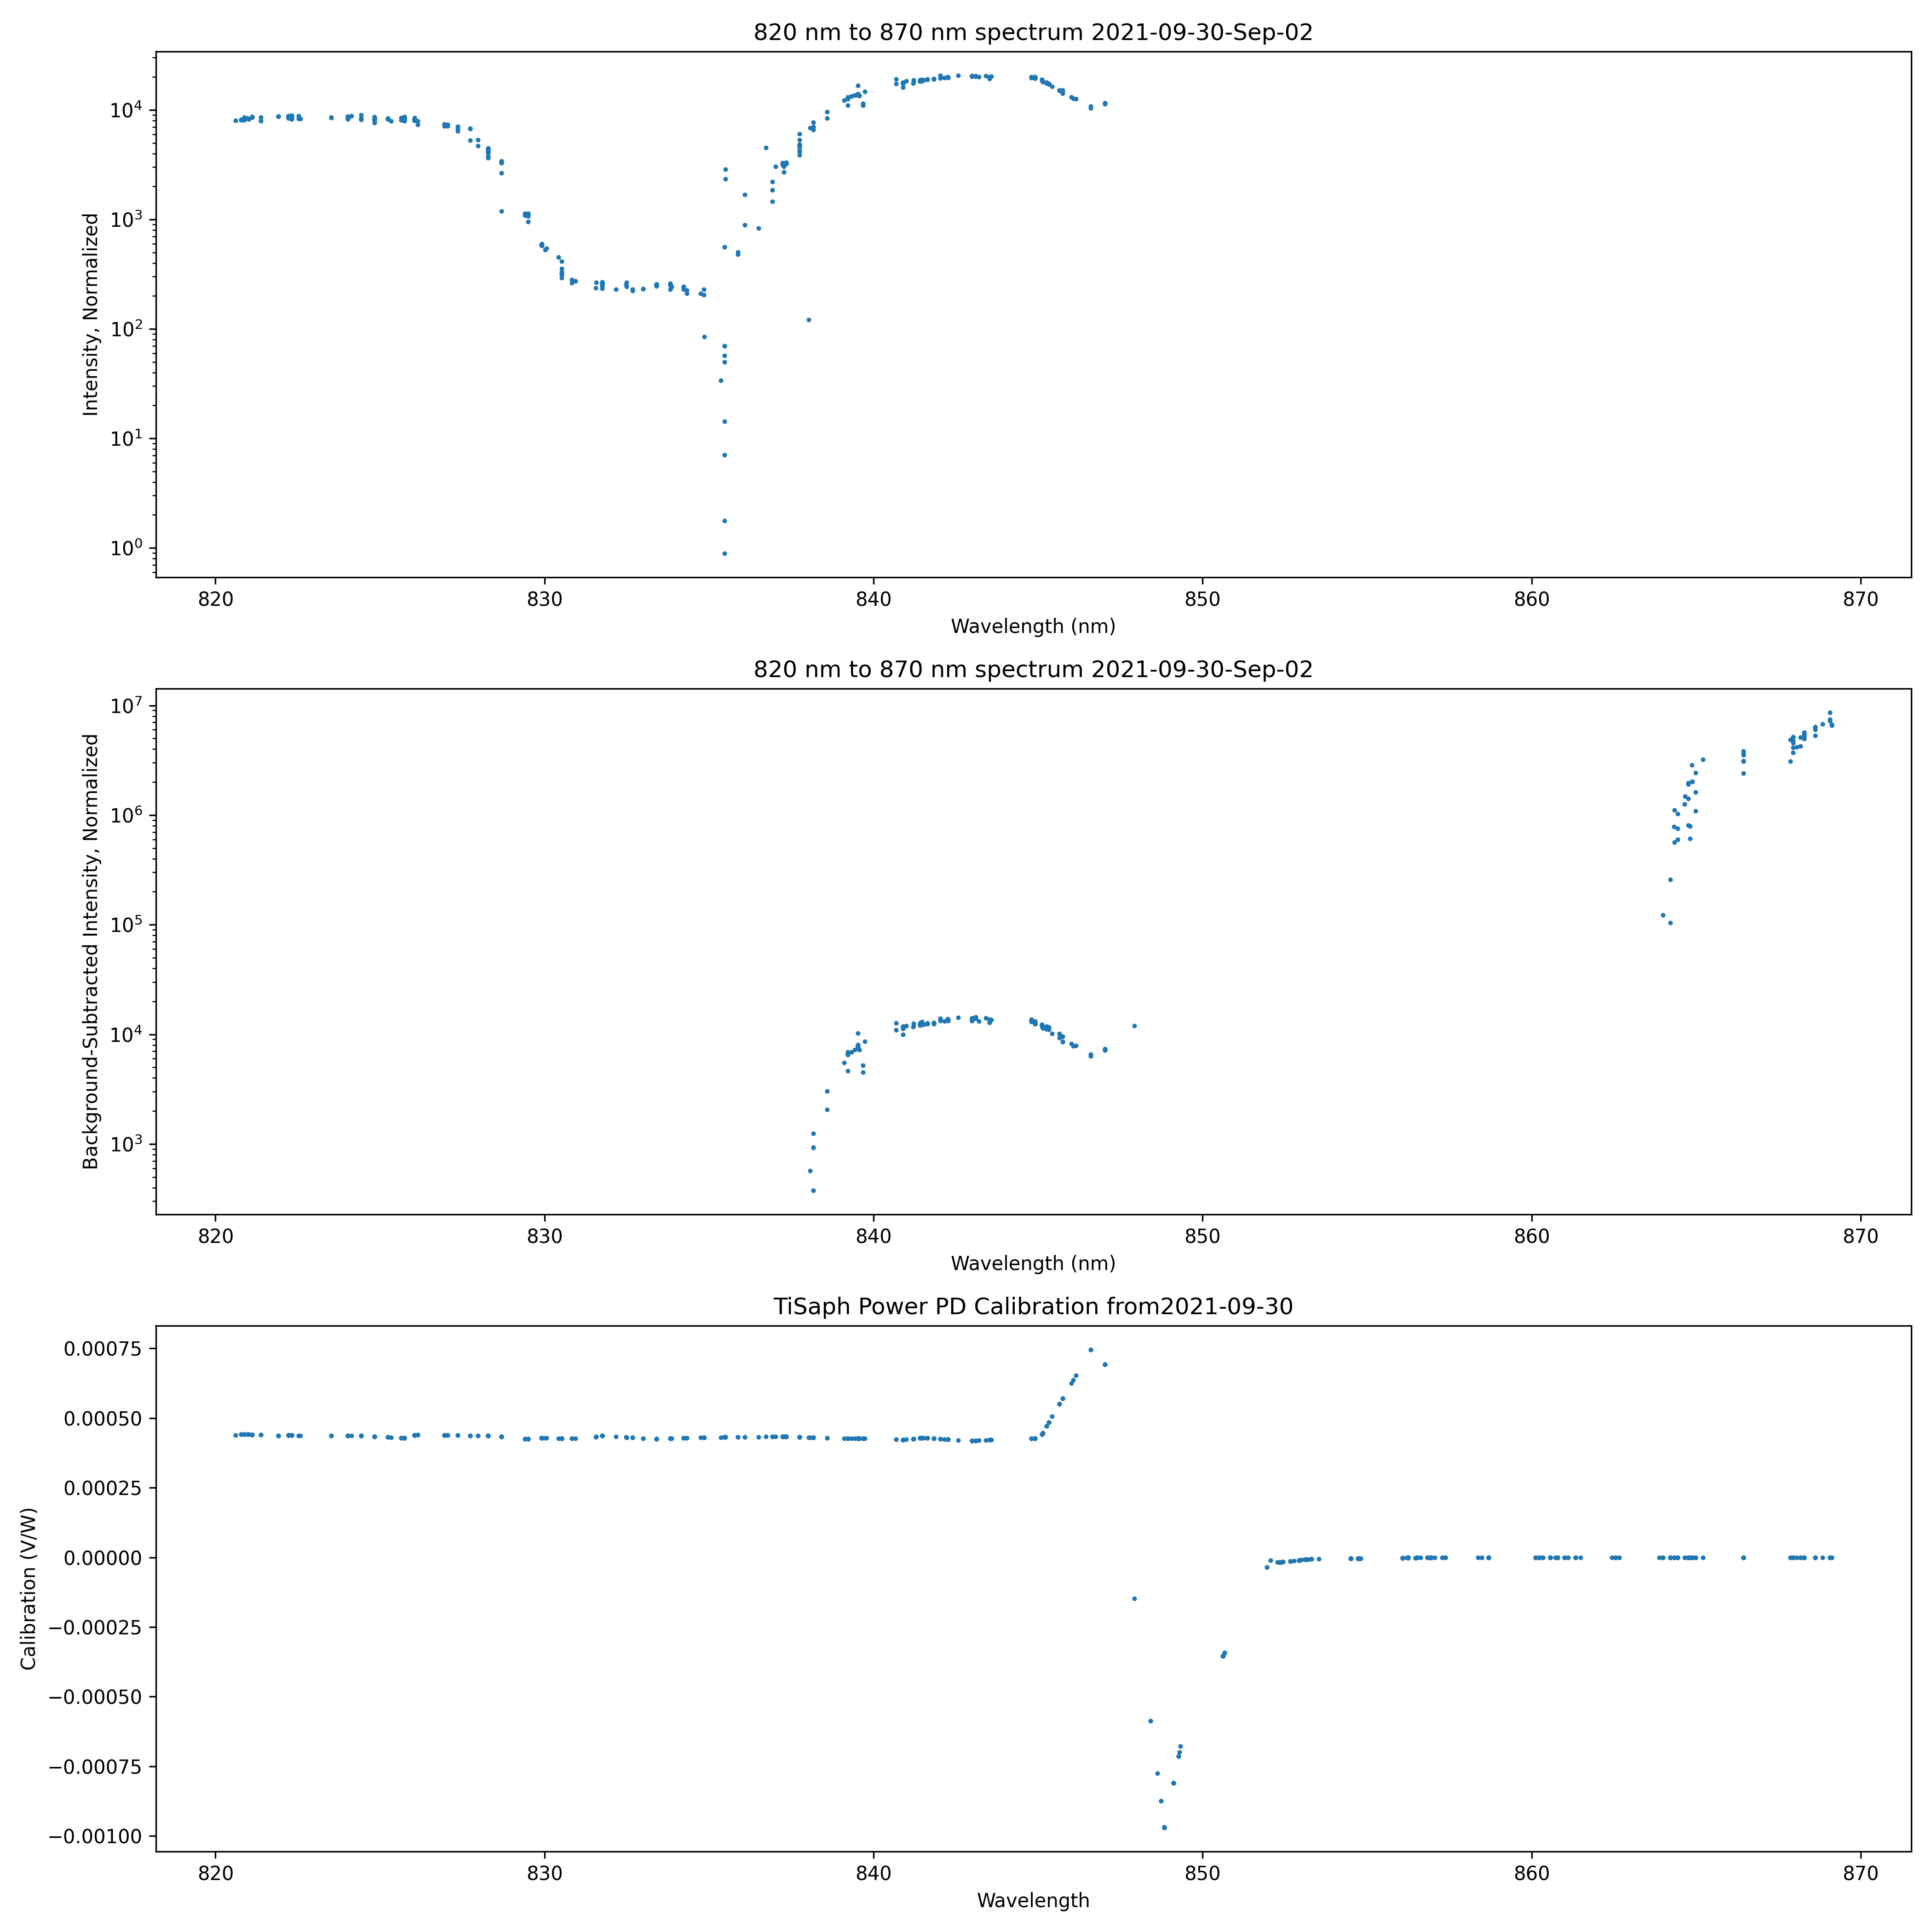 820 nm to 870 nm spectrum 2021-09-30-Sep-02
Intensity, Normalized
10⁴
10³
10²
10¹
10⁰
820 830 840 850 860 870
Wavelength (nm)
820 nm to 870 nm spectrum 2021-09-30-Sep-02
Background-Subtracted Intensity, Normalized
10⁷
10⁶
10⁵
10⁴
10³
820 830 840 850 860 870
Wavelength (nm)
TiSaph Power PD Calibration from2021-09-30
Calibration (V/W)
0.00075
0.00050
0.00025
0.00000
−0.00025
−0.00050
−0.00075
−0.00100
820 830 840 850 860 870
Wavelength